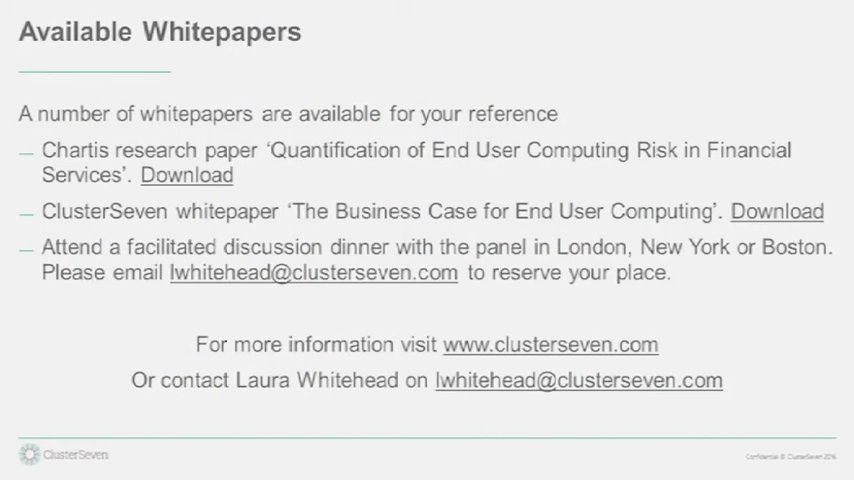 Available Whitepapers
A number of whitepapers are available for your reference
— Chartis research paper ‘Quantification of End User Computing Risk in Financial
Services’. Download
— ClusterSeven whitepaper ‘The Business Case for End User Computing’. Download
— Attend a facilitated discussion dinner with the panel in London, New York or Boston.
Please email lwhitehead@clusterseven.com to reserve your place.
For more information visit www.clusterseven.com
Or contact Laura Whitehead on lwhitehead@clusterseven.com
ClusterSeven
Confidential © ClusterSeven 2016